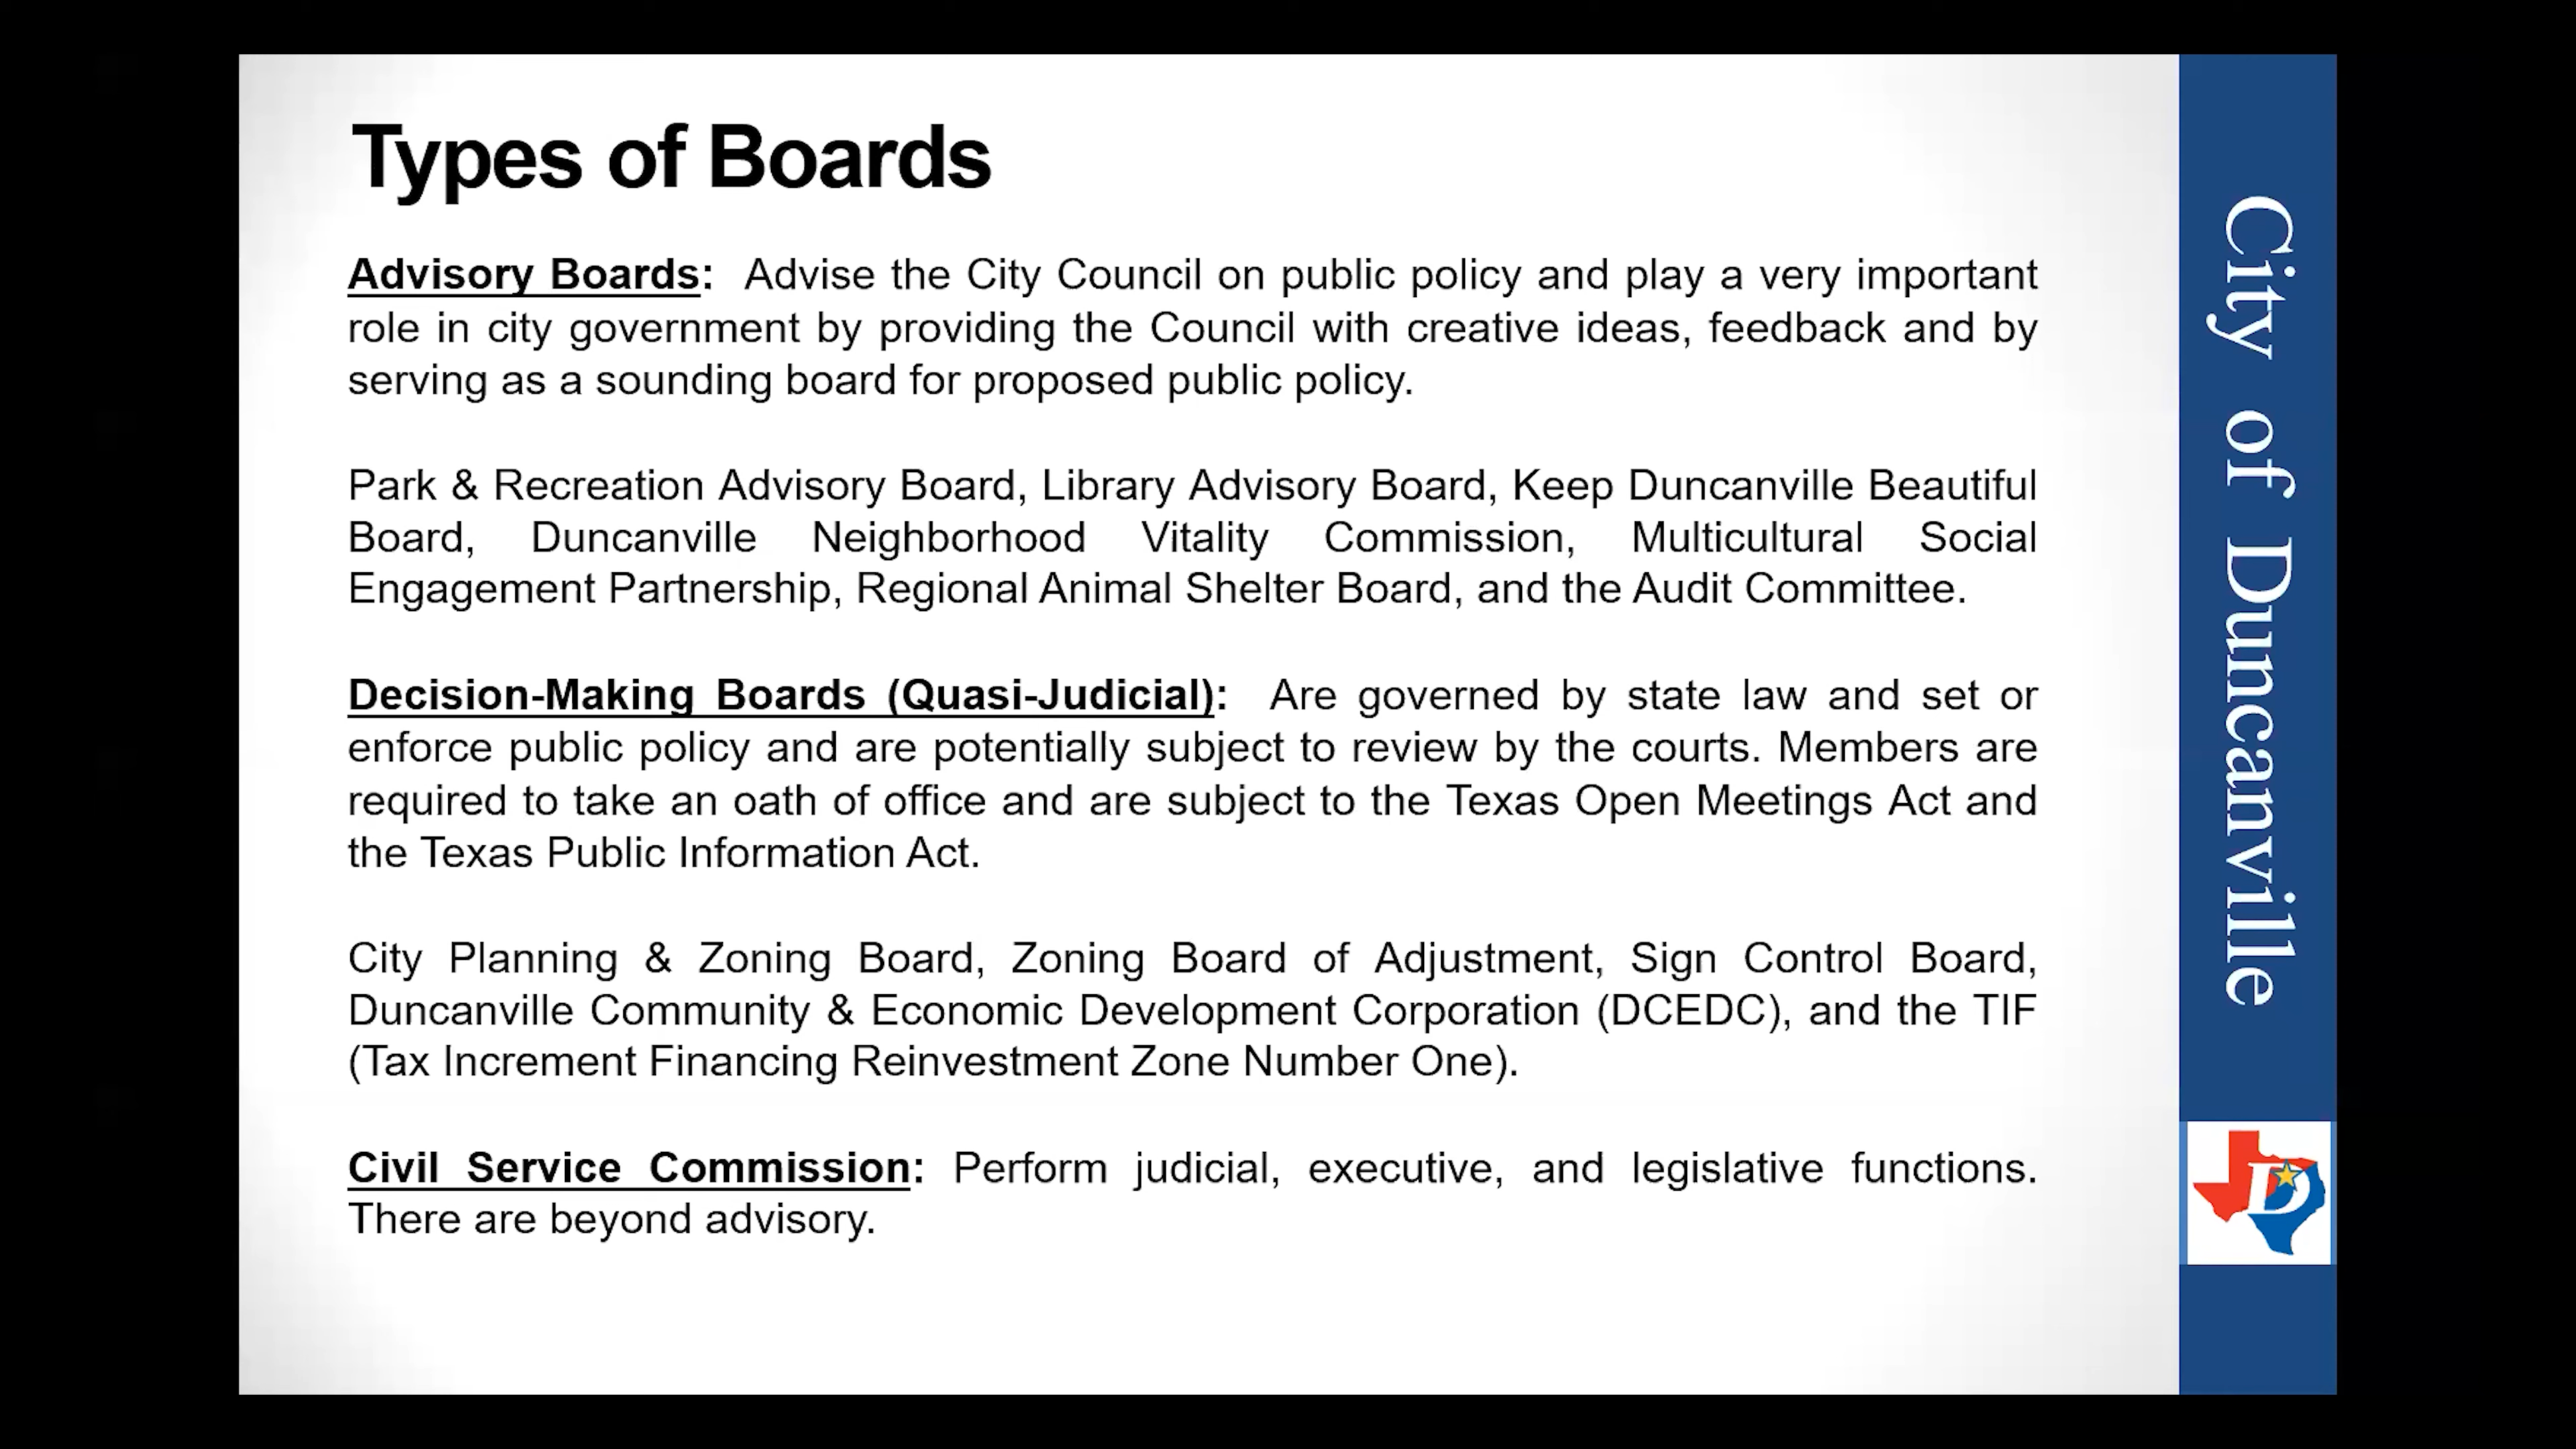 Types of Boards
Advisory Boards: Advise the City Council on public policy and play a very important
role in city government by providing the Council with creative ideas, feedback and by
serving as a sounding board for proposed public policy.
Park & Recreation Advisory Board, Library Advisory Board, Keep Duncanville Beautiful
Board, Duncanville Neighborhood Vitality Commission, Multicultural Social
Engagement Partnership, Regional Animal Shelter Board, and the Audit Committee.
Decision-Making Boards (Quasi-Judicial): Are governed by state law and set or
enforce public policy and are potentially subject to review by the courts. Members are
required to take an oath of office and are subject to the Texas Open Meetings Act and
the Texas Public Information Act.
City Planning & Zoning Board, Zoning Board of Adjustment, Sign Control Board,
Duncanville Community & Economic Development Corporation (DCEDC), and the TIF
(Tax Increment Financing Reinvestment Zone Number One).
Civil Service Commission: Perform judicial, executive, and legislative functions.
There are beyond advisory.
City of Duncanville
D